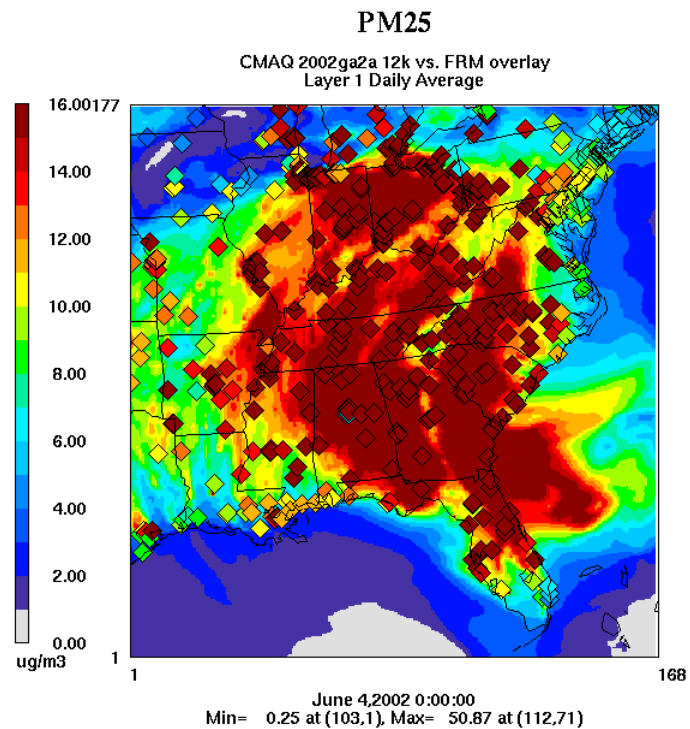 PM25
CMAQ 2002ga2a 12k vs. FRM overlay
Layer 1 Daily Average
16.00 177
14.00
12.00
10.00
8.00
6.00
4.00
2.00
0.00
ug/m3
1
1 168
June 4,2002 0:00:00
Min= 0.25 at (103,1), Max= 50.87 at (112,71)